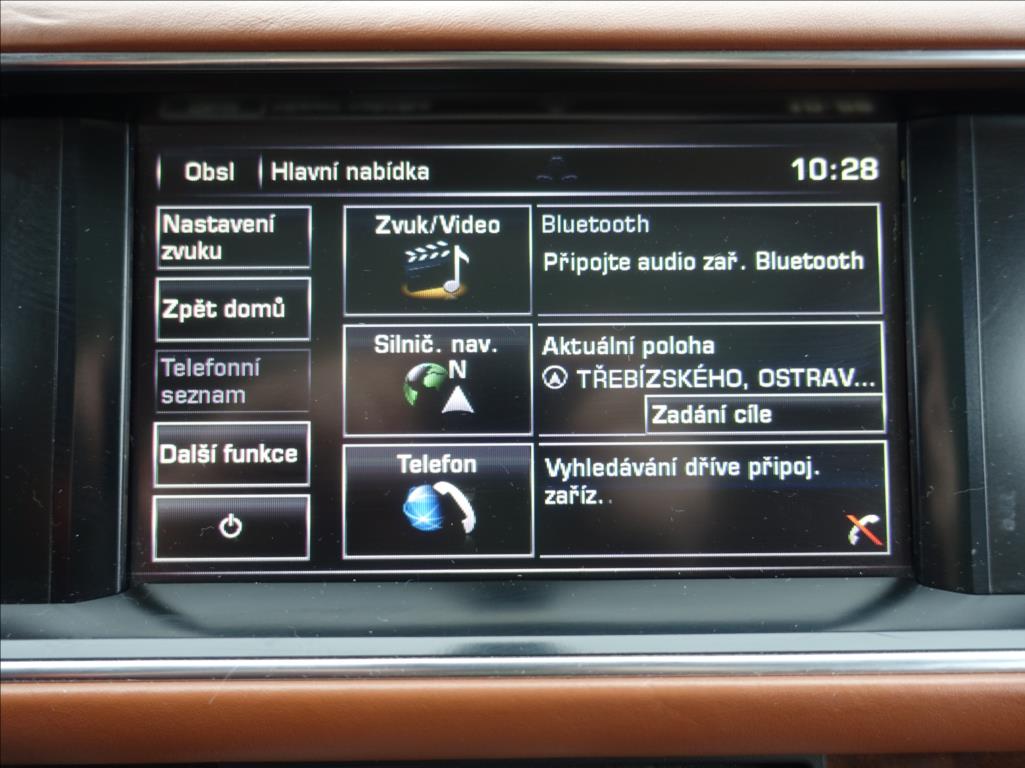 Obsl Hlavní nabídka 10:28
Nastavení
zvuku
Zvuk/Video
Bluetooth
Připojte audio zař. Bluetooth
Zpět domů
Silnič. nav.
N
Aktuální poloha
TŘEBÍZSKÉHO, OSTRAV...
Zadání cíle
Telefonní
seznam
Další funkce
Telefon
Vyhledávání dříve připoj.
zaříz.